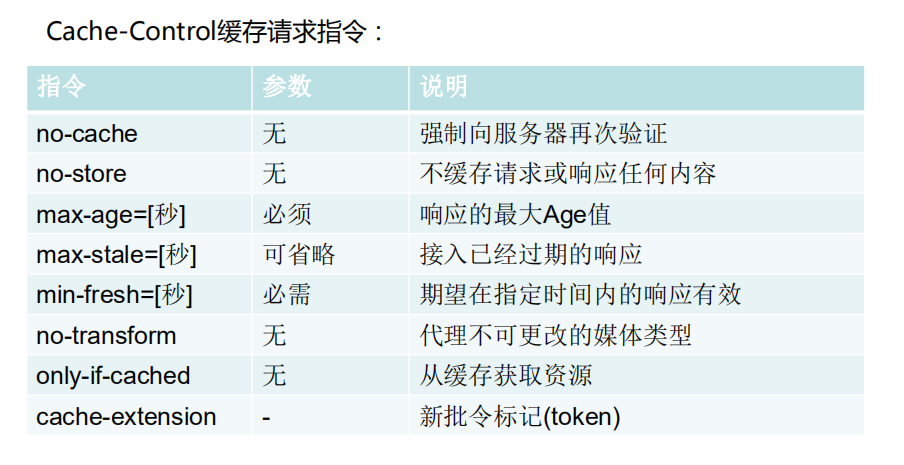 Cache-Control缓存请求指令：
指令 参数 说明
no-cache 无 强制向服务器再次验证
no-store 无 不缓存请求或响应任何内容
max-age=[秒] 必须 响应的最大Age值
max-stale=[秒] 可省略 接入已经过期的响应
min-fresh=[秒] 必需 期望在指定时间内的响应有效
no-transform 无 代理不可更改的媒体类型
only-if-cached 无 从缓存获取资源
cache-extension - 新批令标记(token)